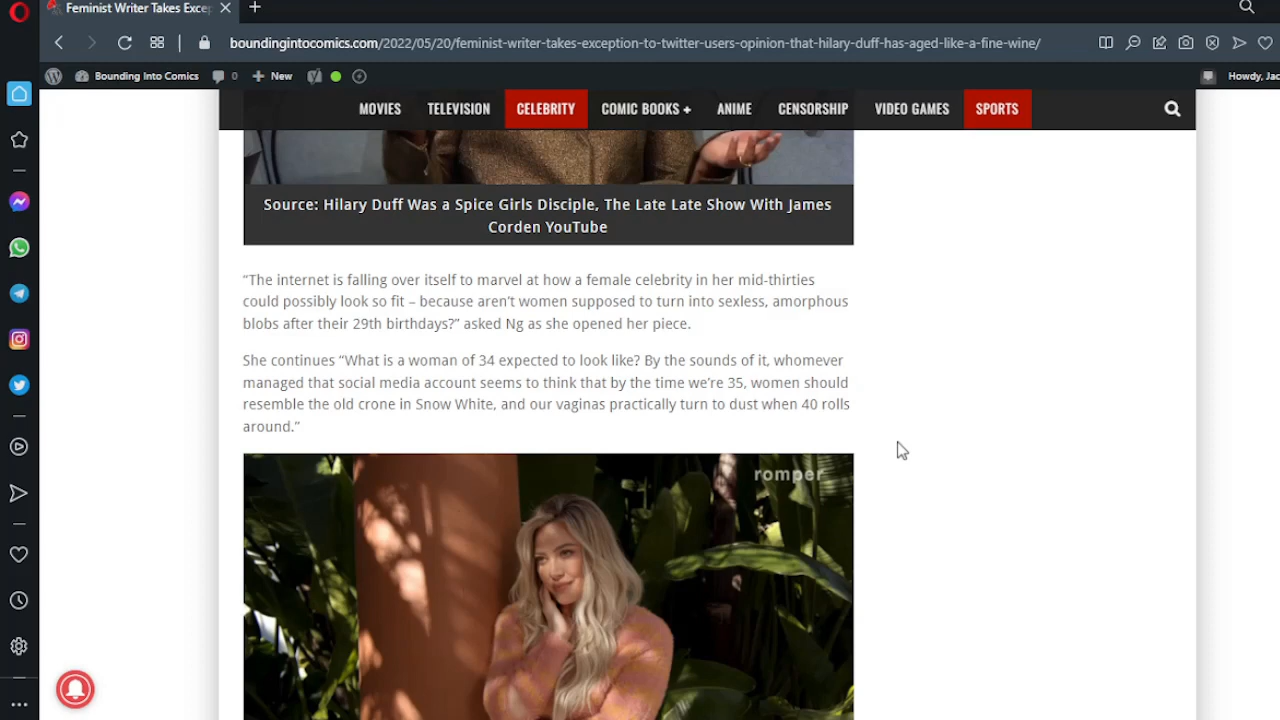 Feminist Writer Takes Exce
boundingintocomics.com/2022/05/20/feminist-writer-takes-exception-to-twitter-users-opinion-that-hilary-duff-has-aged-like-a-fine-wine/
Bounding Into Comics 0 New Howdy, Jac
MOVIES TELEVISION CELEBRITY COMIC BOOKS + ANIME CENSORSHIP VIDEO GAMES SPORTS
Source: Hilary Duff Was a Spice Girls Disciple, The Late Late Show With James
Corden YouTube
“The internet is falling over itself to marvel at how a female celebrity in her mid-thirties
could possibly look so fit – because aren’t women supposed to turn into sexless, amorphous
blobs after their 29th birthdays?” asked Ng as she opened her piece.
She continues “What is a woman of 34 expected to look like? By the sounds of it, whomever
managed that social media account seems to think that by the time we’re 35, women should
resemble the old crone in Snow White, and our vaginas practically turn to dust when 40 rolls
around.”
romper